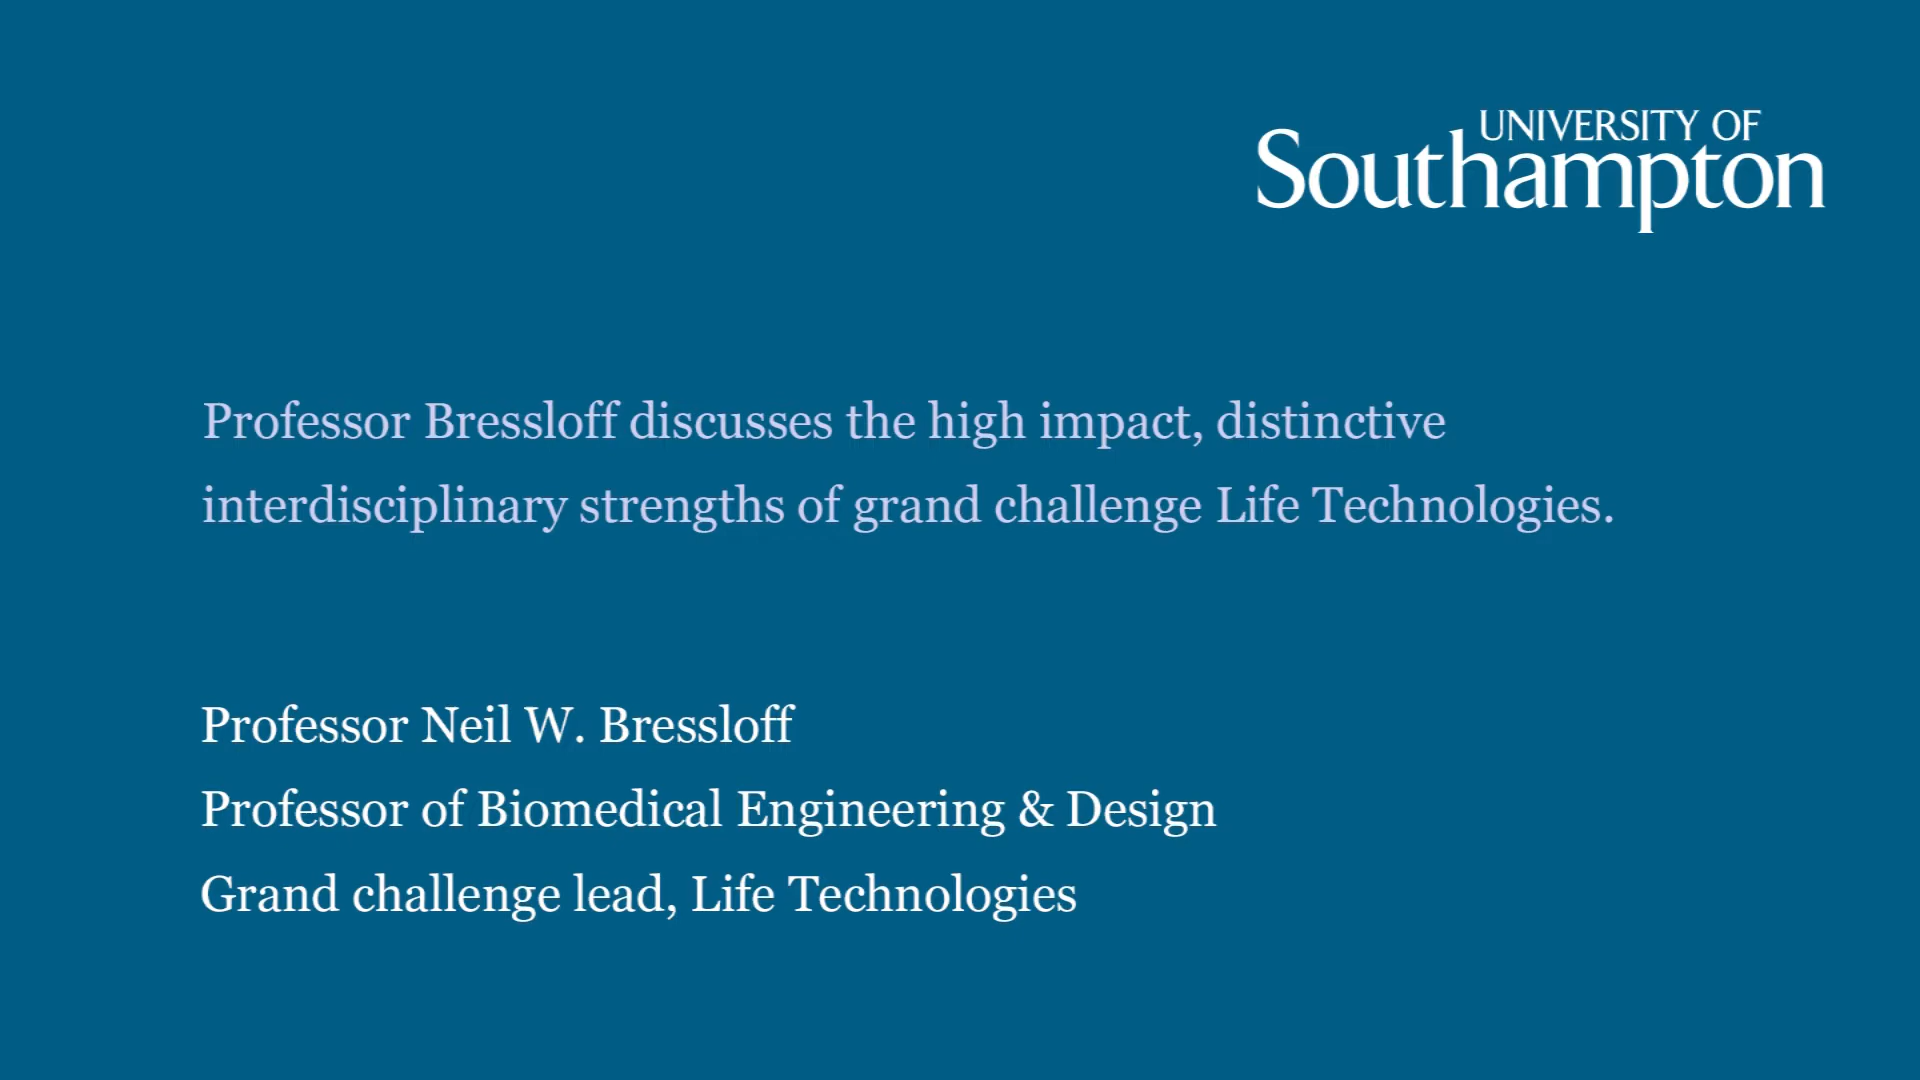 UNIVERSITY OF
Southampton
Professor Bressloff discusses the high impact, distinctive
interdisciplinary strengths of grand challenge Life Technologies.
Professor Neil W. Bressloff
Professor of Biomedical Engineering & Design
Grand challenge lead, Life Technologies